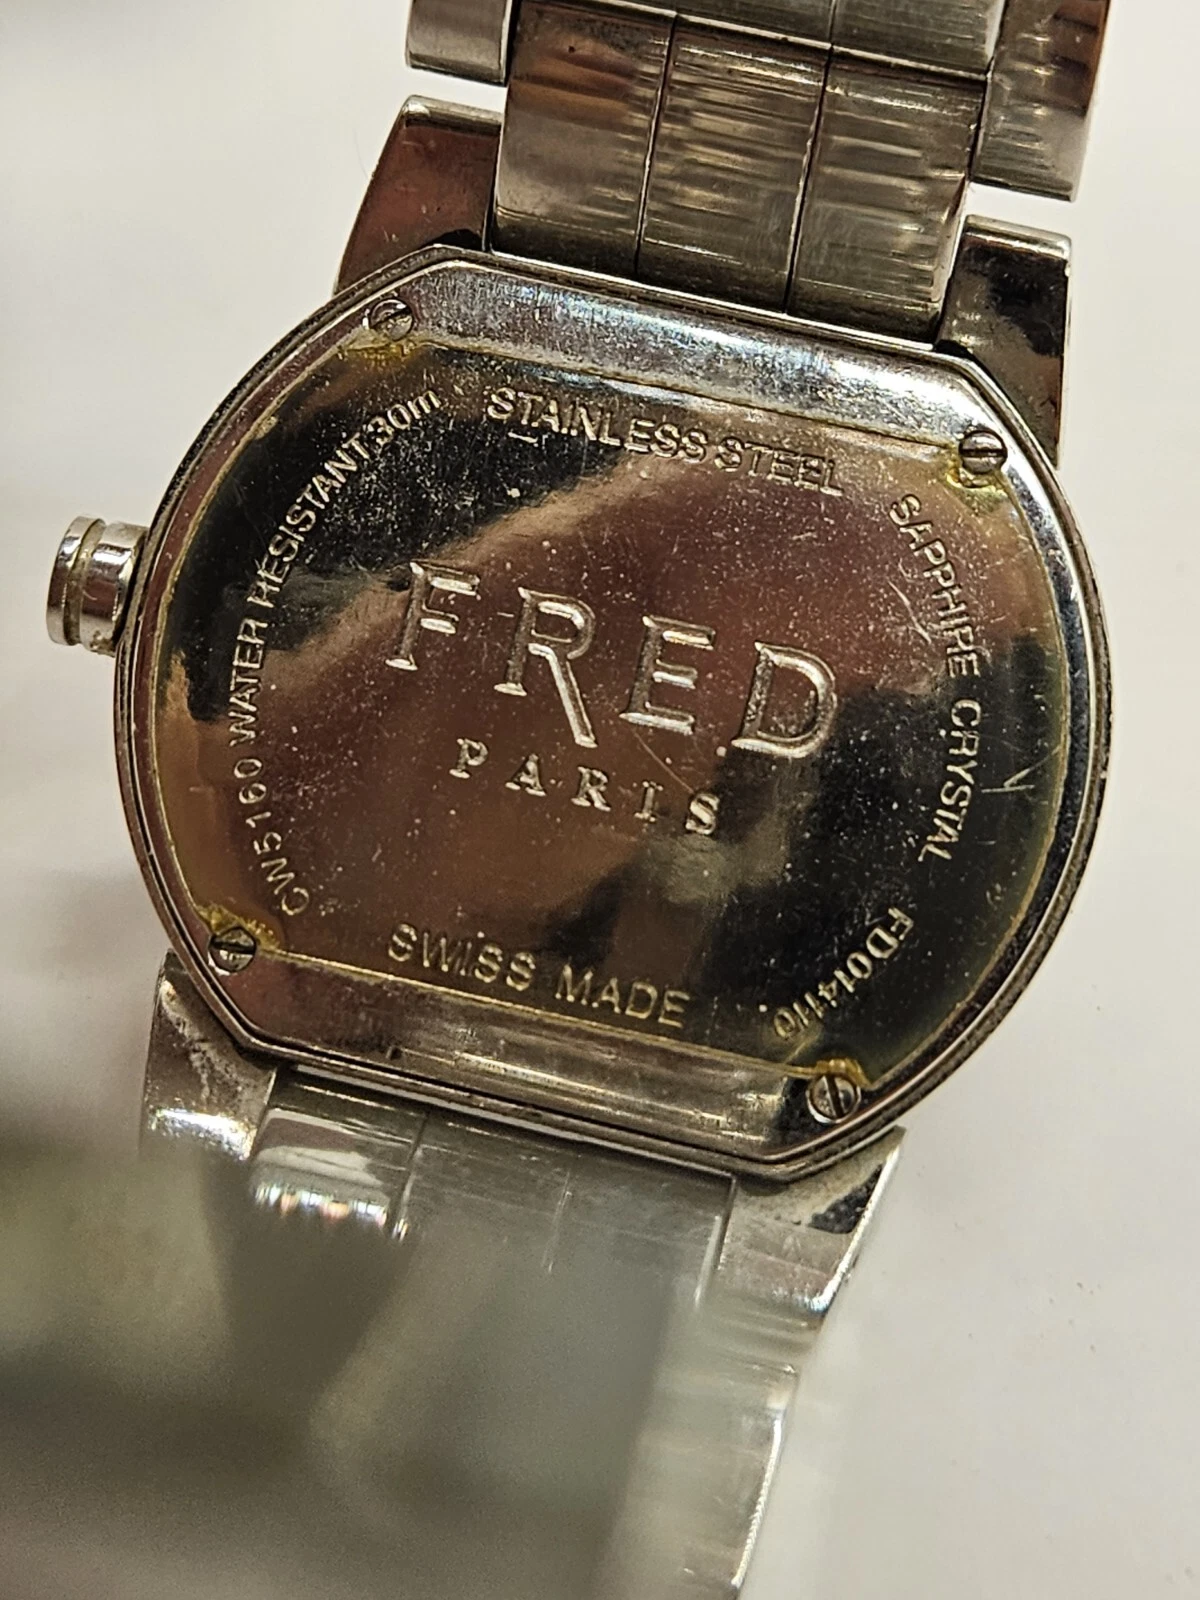 STAINLESS STEEL
SAPPHIRE CRYSTAL
FD014110
SWISS MADE
CW5160 WATER RESISTANT 30m
FRED
PARIS